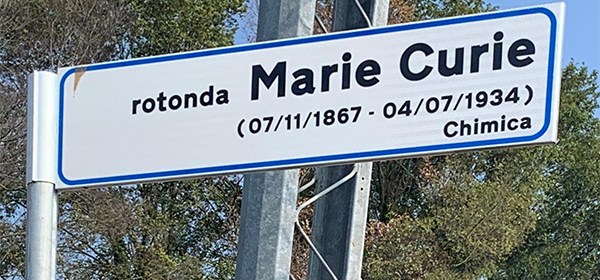 rotonda Marie Curie
(07/11/1867 - 04/07/1934)
Chimica